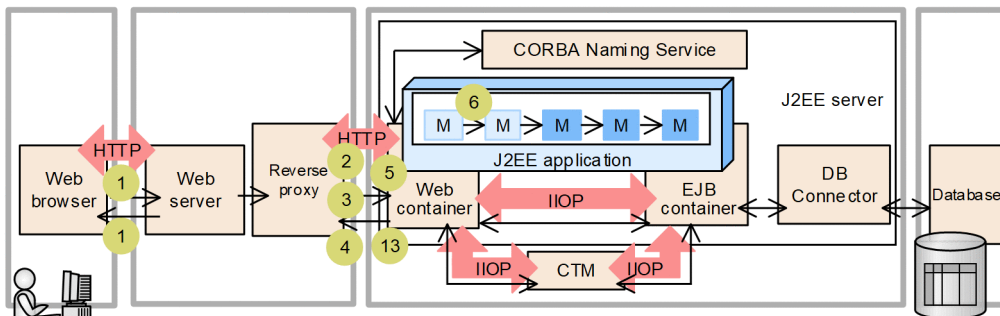 CORBA Naming Service
6
M M M M M
J2EE server
J2EE application
HTTP
HTTP
Web
browser
1
1
Web
server
Reverse
proxy
2
3
4
5
13
Web
container
IIOP
EJB
container
DB
Connector
Database
IIOP
CTM
IIOP